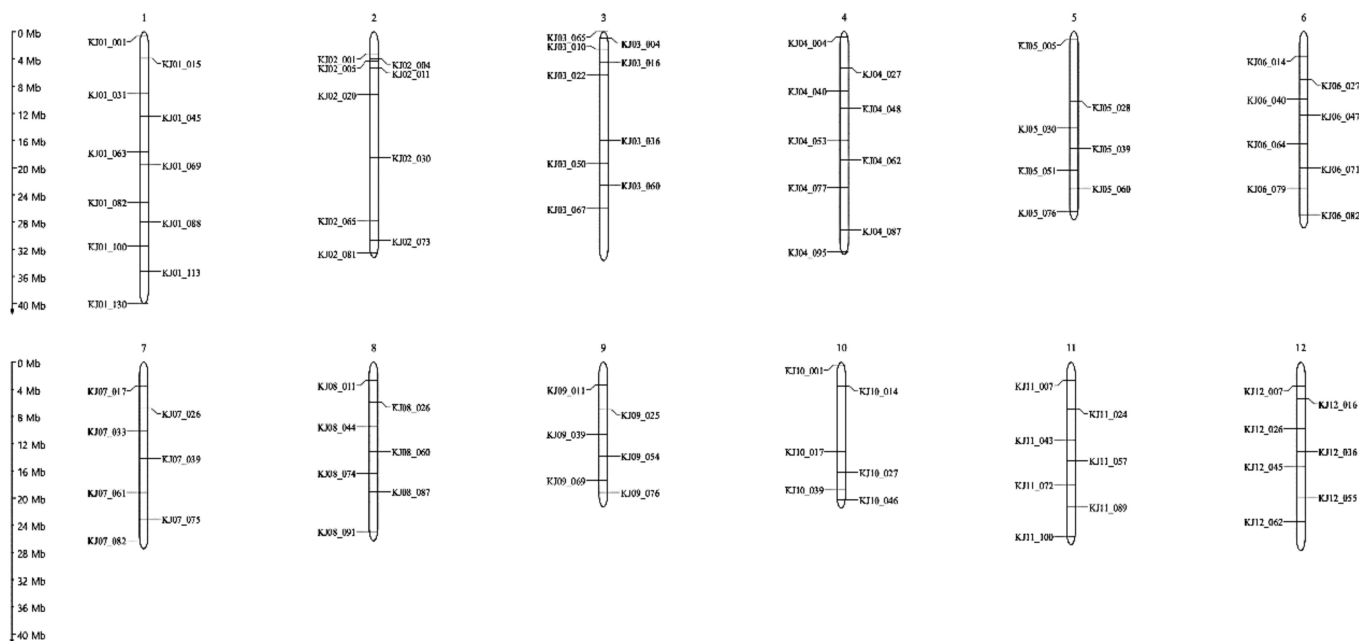 1 2 3 4 5 6
0 Mb
4 Mb
8 Mb
12 Mb
16 Mb
20 Mb
24 Mb
28 Mb
32 Mb
36 Mb
40 Mb
KJ01_001
KJ01_015
KJ01_031
KJ01_045
KJ01_063
KJ01_069
KJ01_082
KJ01_088
KJ01_100
KJ01_113
KJ01_130
KJ02_001
KJ02_004
KJ02_005
KJ02_011
KJ02_020
KJ02_030
KJ02_065
KJ02_073
KJ02_081
KJ03_065
KJ03_004
KJ03_010
KJ03_016
KJ03_022
KJ03_036
KJ03_050
KJ03_060
KJ03_067
KJ04_004
KJ04_027
KJ04_040
KJ04_048
KJ04_053
KJ04_062
KJ04_077
KJ04_087
KJ04_095
KJ05_005
KJ05_028
KJ05_030
KJ05_039
KJ05_051
KJ05_060
KJ05_076
KJ06_014
KJ06_027
KJ06_040
KJ06_047
KJ06_064
KJ06_071
KJ06_079
KJ06_082
7 8 9 10 11 12
0 Mb
4 Mb
8 Mb
12 Mb
16 Mb
20 Mb
24 Mb
28 Mb
32 Mb
36 Mb
40 Mb
KJ07_017
KJ07_026
KJ07_033
KJ07_039
KJ07_061
KJ07_075
KJ07_082
KJ08_011
KJ08_026
KJ08_044
KJ08_060
KJ08_074
KJ08_087
KJ08_091
KJ09_011
KJ09_025
KJ09_039
KJ09_054
KJ09_069
KJ09_076
KJ10_001
KJ10_014
KJ10_017
KJ10_027
KJ10_039
KJ10_046
KJ11_007
KJ11_024
KJ11_043
KJ11_057
KJ11_072
KJ11_089
KJ11_100
KJ12_007
KJ12_016
KJ12_026
KJ12_036
KJ12_045
KJ12_055
KJ12_062